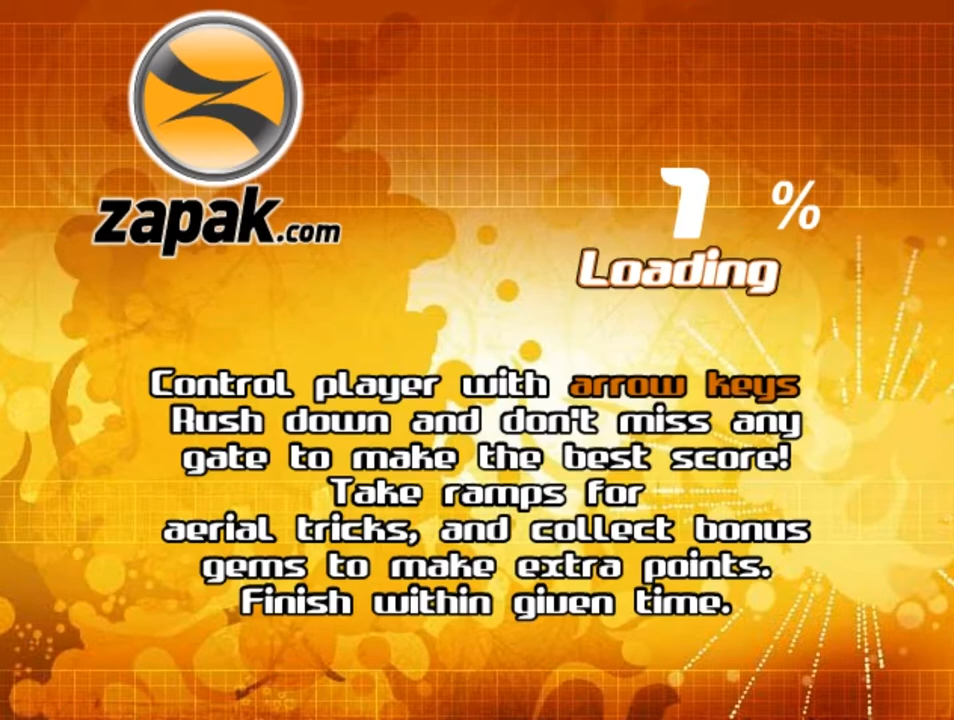 zapak.com
1 %
Loading
Control player with arrow keys
Rush down and don't miss any
gate to make the best score!
Take ramps for
aerial tricks, and collect bonus
gems to make extra points.
Finish within given time.